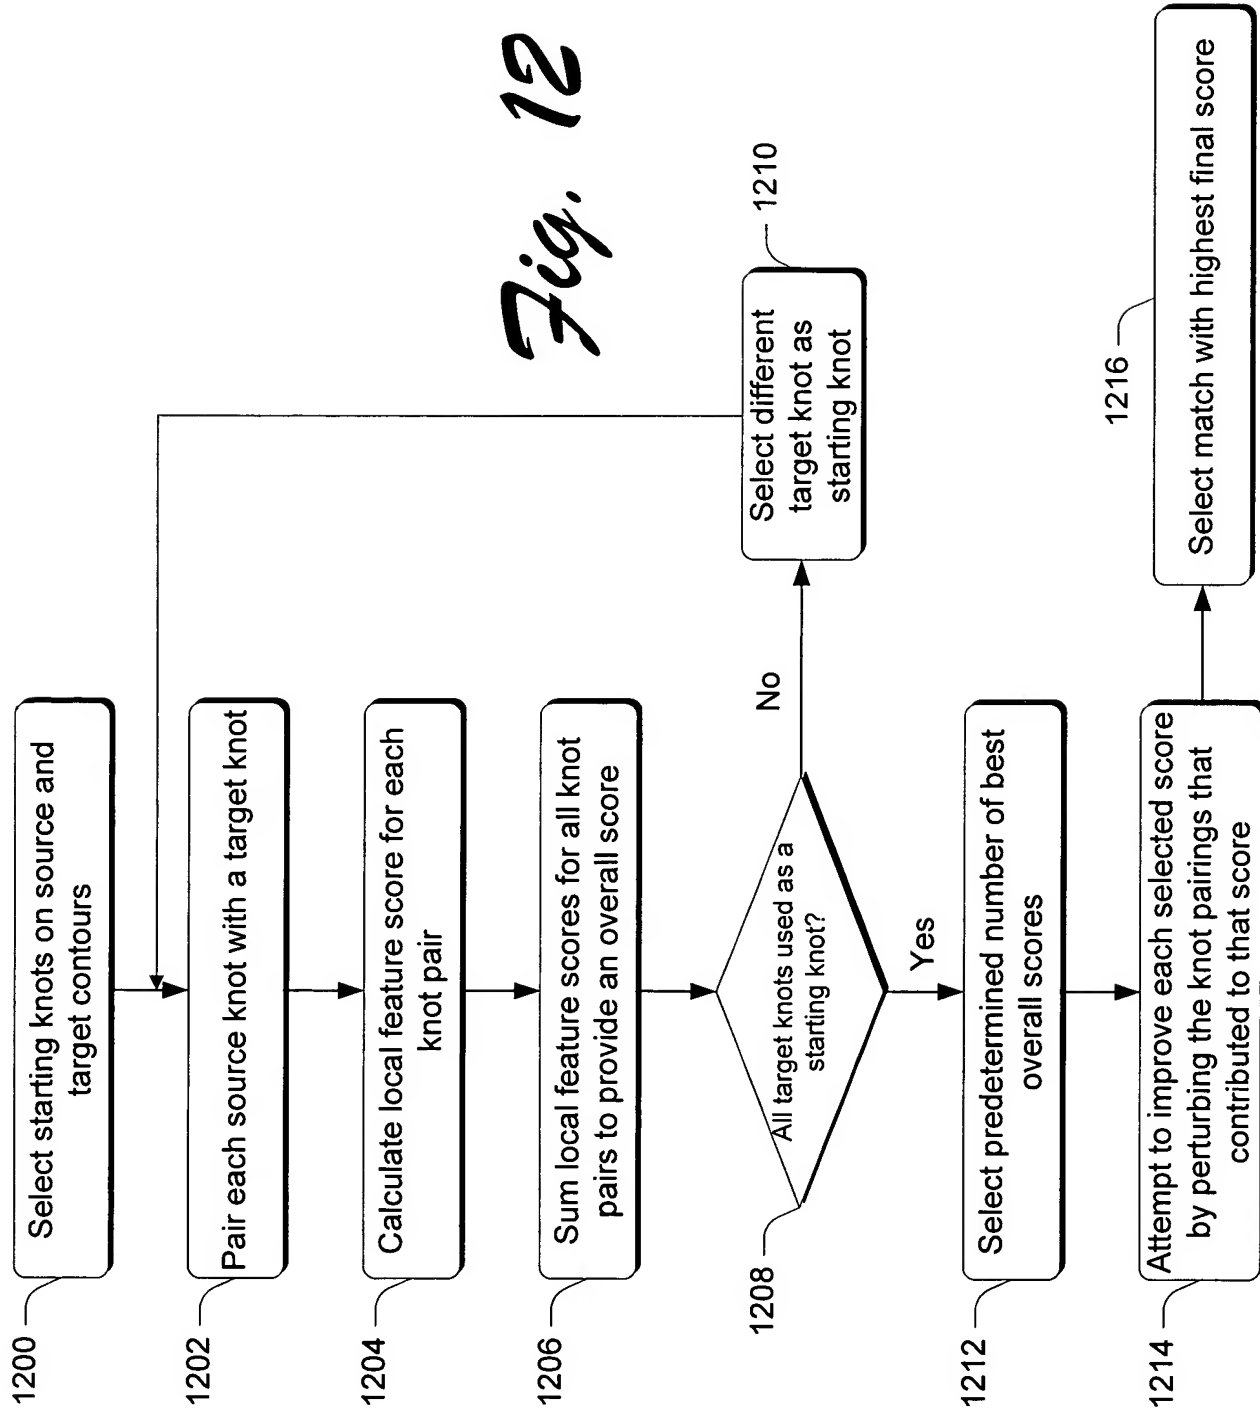 1200
Select starting knots on source and
target contours
1202
Pair each source knot with a target knot
1204
Calculate local feature score for each
knot pair
1206
Sum local feature scores for all knot
pairs to provide an overall score
1208
All target knots used as a
starting knot?
No
Select different
target knot as
starting knot
1210
Yes
1212
Select predetermined number of best
overall scores
1214
Attempt to improve each selected score
by perturbing the knot pairings that
contributed to that score
1216
Select match with highest final score
Fig. 12